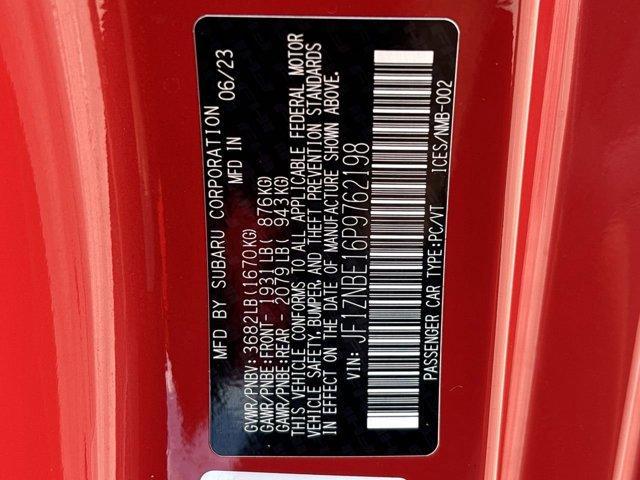 MFD BY SUBARU CORPORATION
MFD IN 06/23
GVWR/PNBV: 3682LB(1670KG)
GAWR/PNBE:FRONT- 1931LB( 876KG)
GAWR/PNBE:REAR - 2079LB( 943KG)
THIS VEHICLE CONFORMS TO ALL APPLICABLE FEDERAL MOTOR
VEHICLE SAFETY, BUMPER, AND THEFT PREVENTION STANDARDS
IN EFFECT ON THE DATE OF MANUFACTURE SHOWN ABOVE.
VIN: JF1ZNBE16P9762198
PASSENGER CAR TYPE:PC/VT ICES/NMB-002